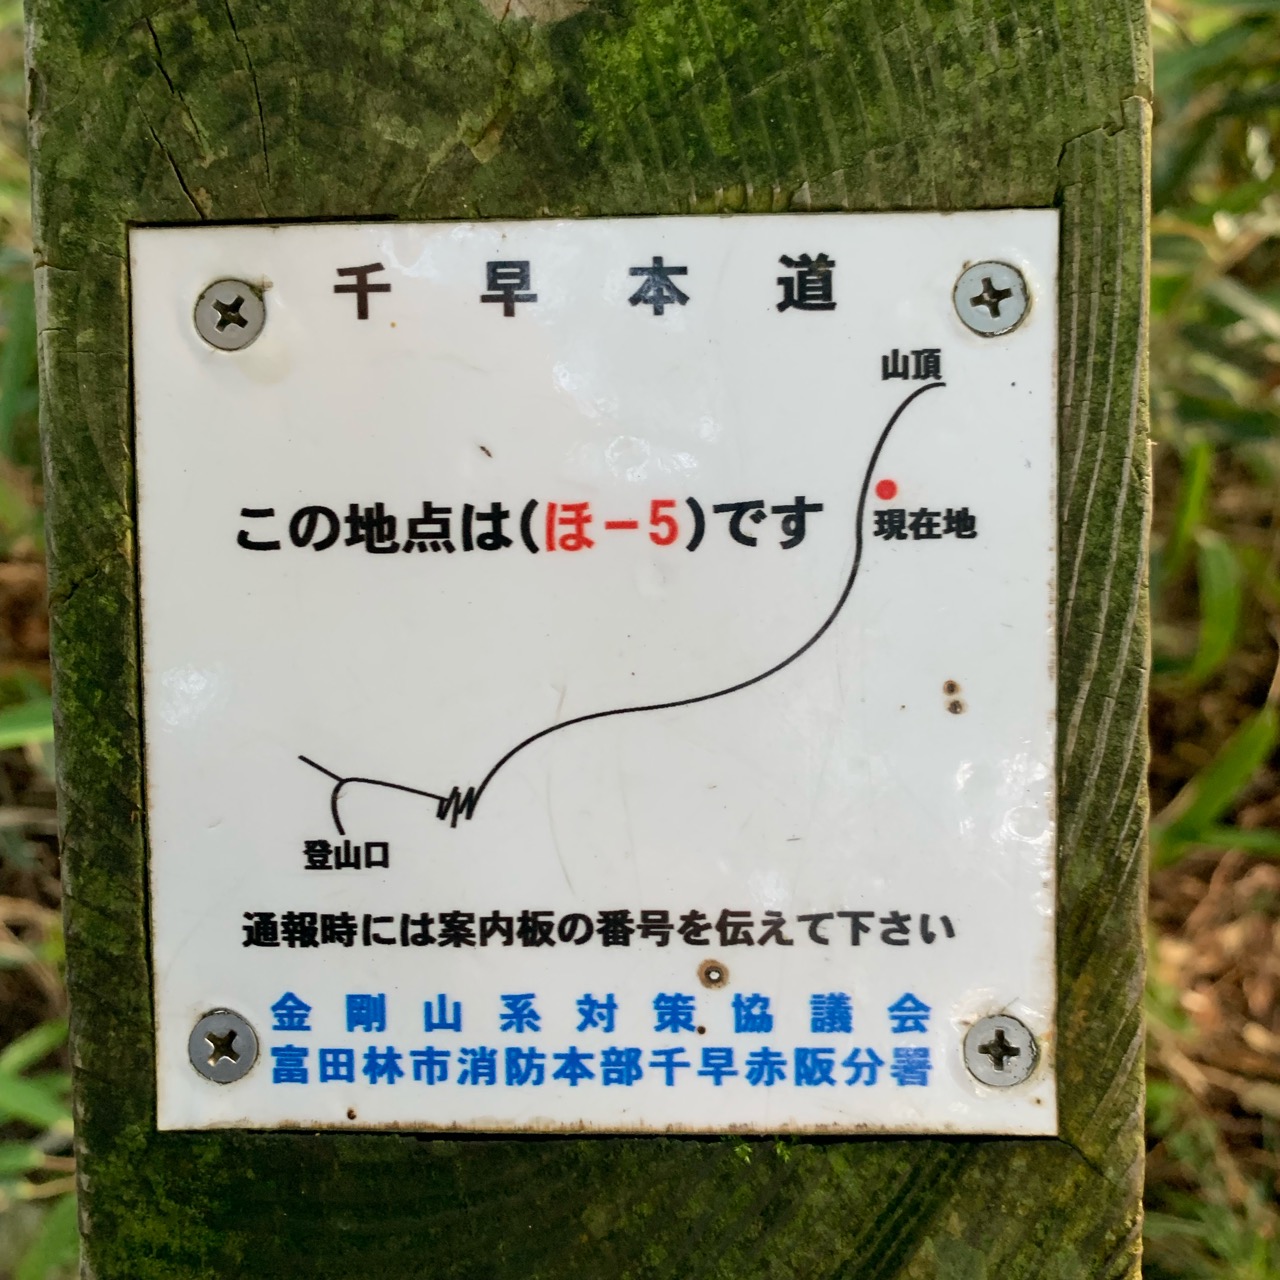 千早本道
山頂
この地点は(ほー5)です
現在地
登山口
通報時には案内板の番号を伝えて下さい
金剛山系対策協議会
富田林市消防本部千早赤阪分署